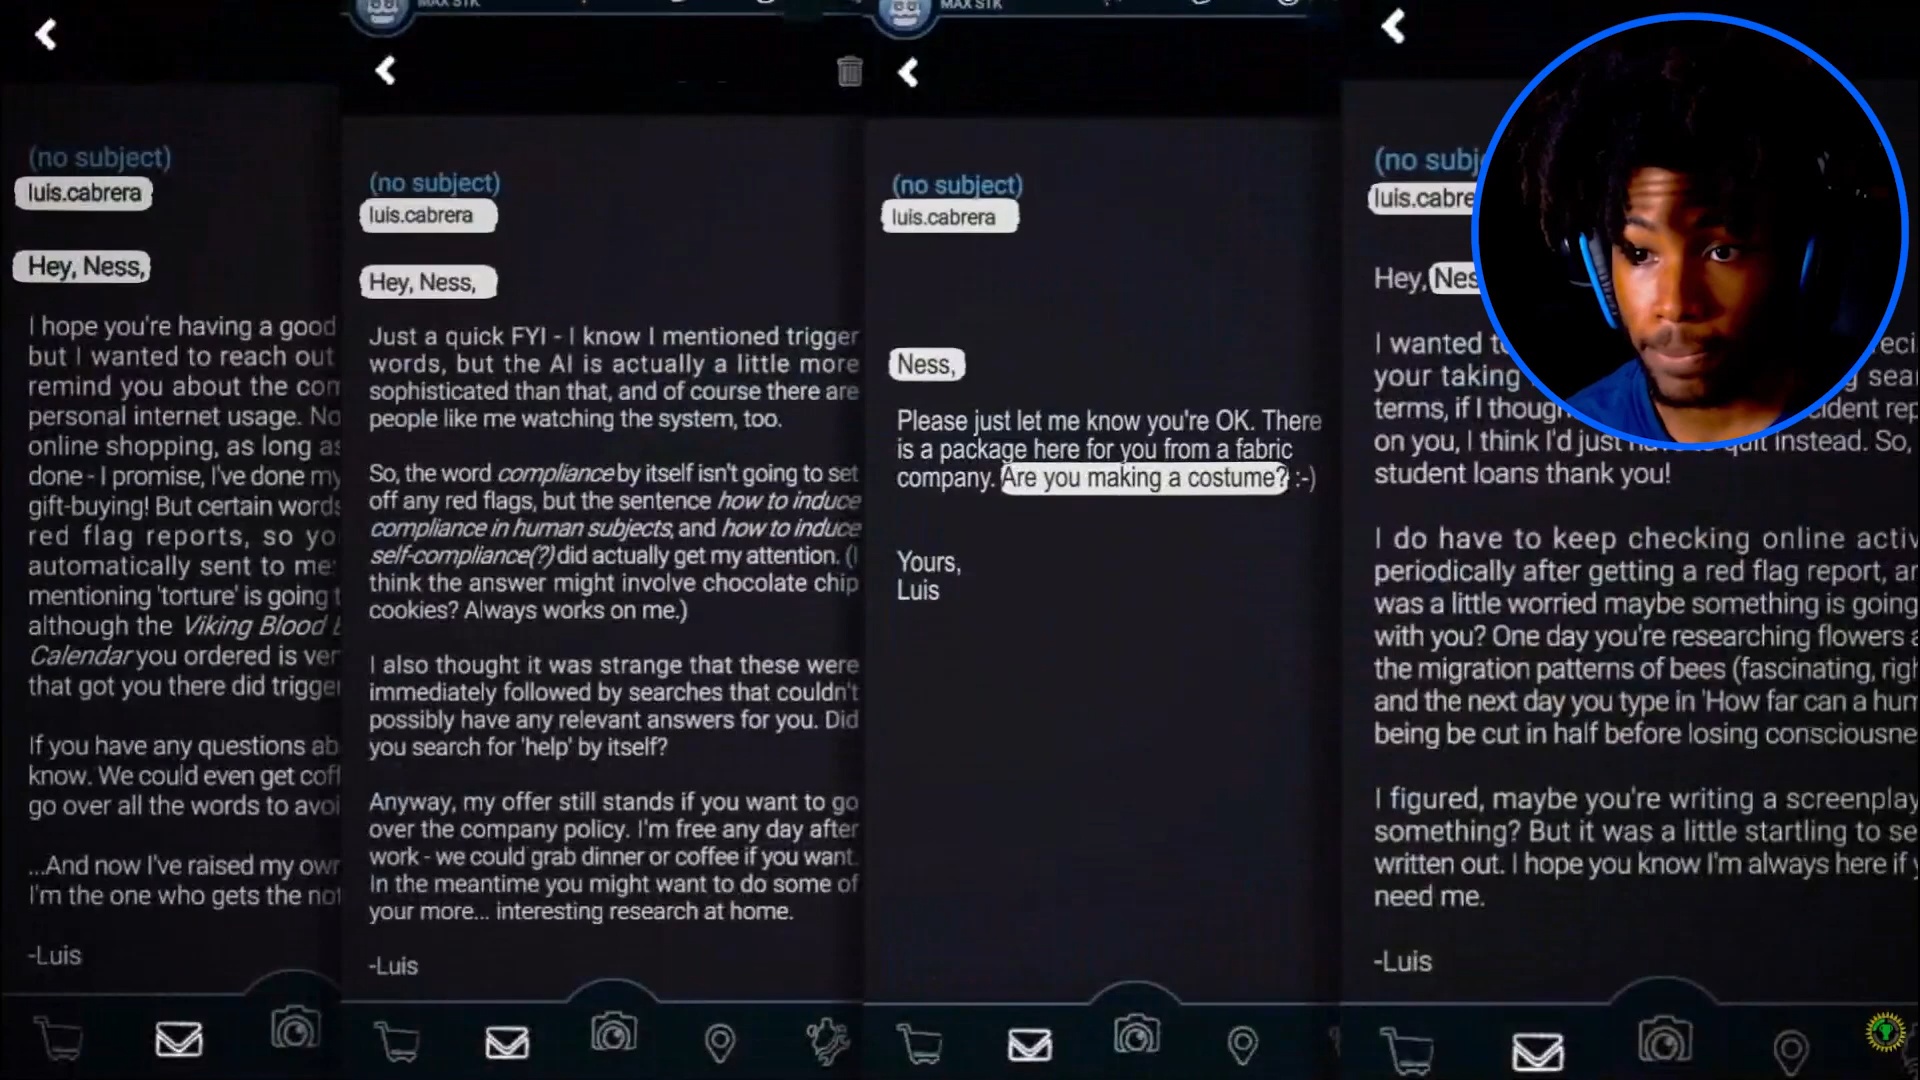 (no subject)
luis.cabrera
Hey, Ness,
I hope you're having a good
but I wanted to reach out
remind you about the
personal internet usage. No
online shopping, as long as
done - I promise, I've done my
gift-buying! But certain words
red flag reports, so
automatically sent to me:
mentioning 'torture' is going
although the Viking Blood
Calendar you ordered is
that got you there did trigger
If you have any questions
know. We could even get
go over all the words to
...And now I've raised my own
I'm the one who gets the
-Luis
MAX STK
(no subject)
luis.cabrera
Hey, Ness,
Just a quick FYI - I know I mentioned trigger
words, but the AI is actually a little more
sophisticated than that, and of course there are
people like me watching the system, too.
So, the word compliance by itself isn't going to set
off any red flags, but the sentence how to induce
compliance in human subjects, and how to induce
self-compliance(?) did actually get my attention. (I
think the answer might involve chocolate chip
cookies? Always works on me.)
I also thought it was strange that these were
immediately followed by searches that couldn't
possibly have any relevant answers for you. Did
you search for 'help' by itself?
Anyway, my offer still stands if you want to go
over the company policy. I'm free any day after
work - we could grab dinner or coffee if you want.
In the meantime you might want to do some of
your more... interesting research at home.
-Luis
MAX STK
(no subject)
luis.cabrera
Ness,
Please just let me know you're OK. There
is a package here for you from a fabric
company. Are you making a costume? :-)
Yours,
Luis
(no
luis.
Hey,
I wanted
your taking
terms, if I
on you, I think I'd just quit instead. So,
student loans thank you!
I do have to keep checking online
periodically after getting a red flag report,
was a little worried maybe something is going
with you? One day you're researching flowers
the migration patterns of bees (fascinating,
and the next day you type in 'How far can a
being be cut in half before losing
I figured, maybe you're writing a screenplay
something? But it was a little startling to
written out. I hope you know I'm always here if
need me.
-Luis